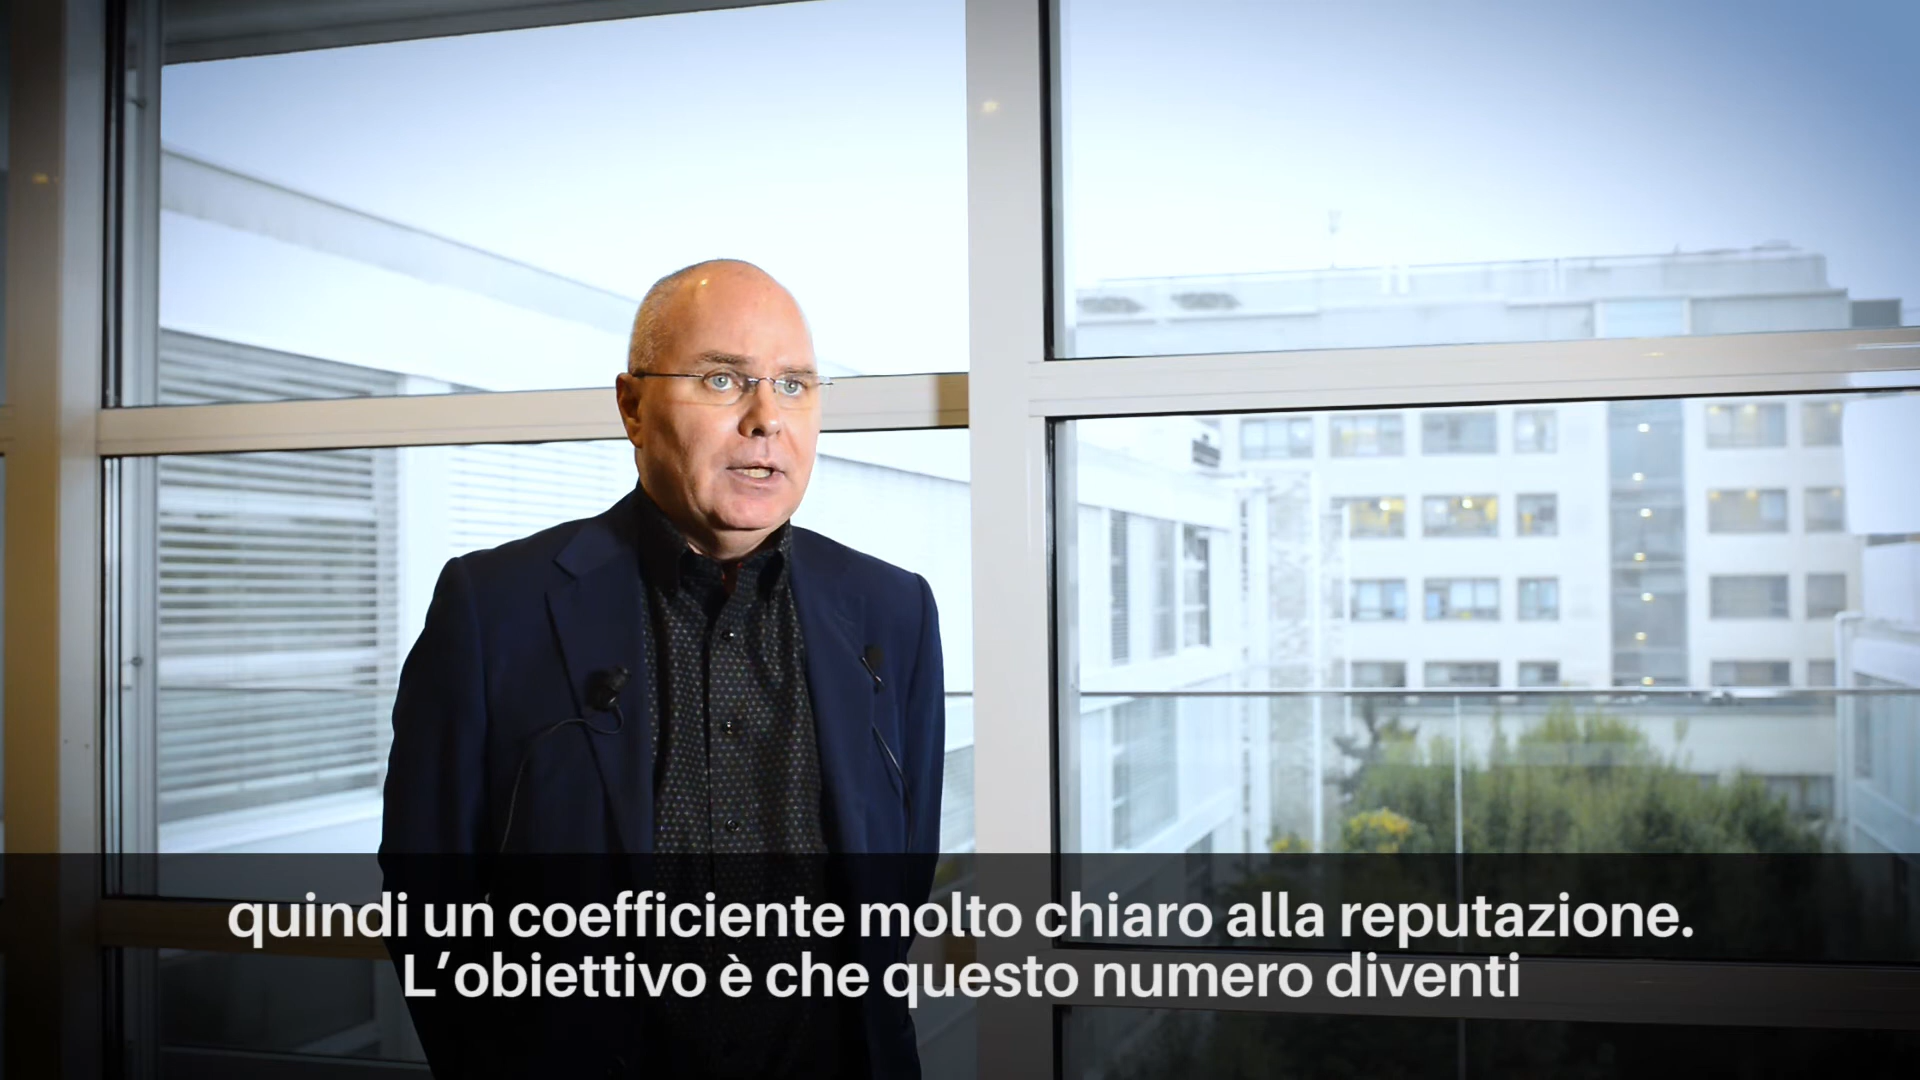 quindi un coefficiente molto chiaro alla reputazione.
L’obiettivo è che questo numero diventi